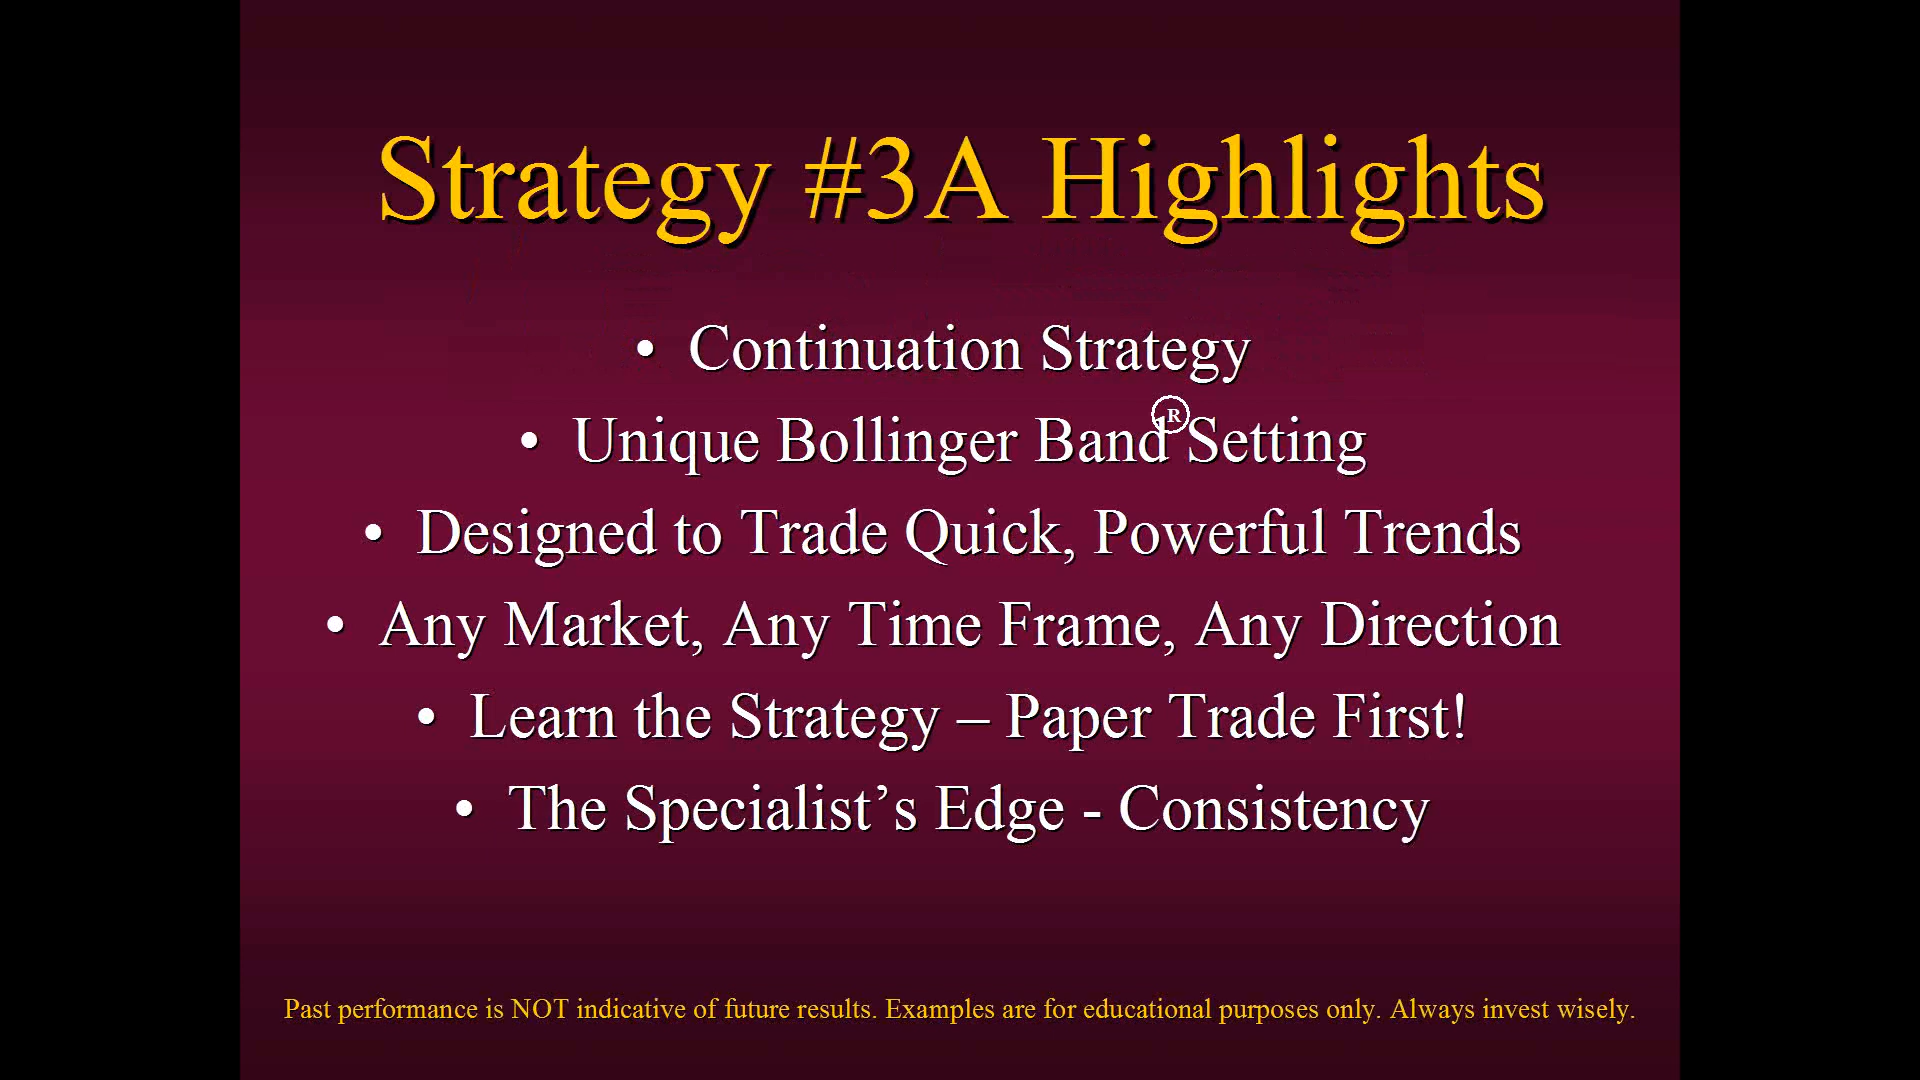 Strategy #3A Highlights
• Continuation Strategy
• Unique Bollinger Band® Setting
• Designed to Trade Quick, Powerful Trends
• Any Market, Any Time Frame, Any Direction
• Learn the Strategy – Paper Trade First!
• The Specialist’s Edge - Consistency
Past performance is NOT indicative of future results. Examples are for educational purposes only. Always invest wisely.